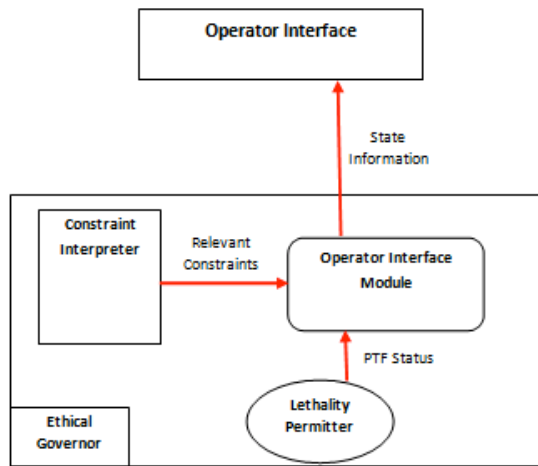 Operator Interface
State
Information
Constraint
Interpreter
Relevant
Constraints
Operator Interface
Module
PTF Status
Lethality
Permitter
Ethical
Governor